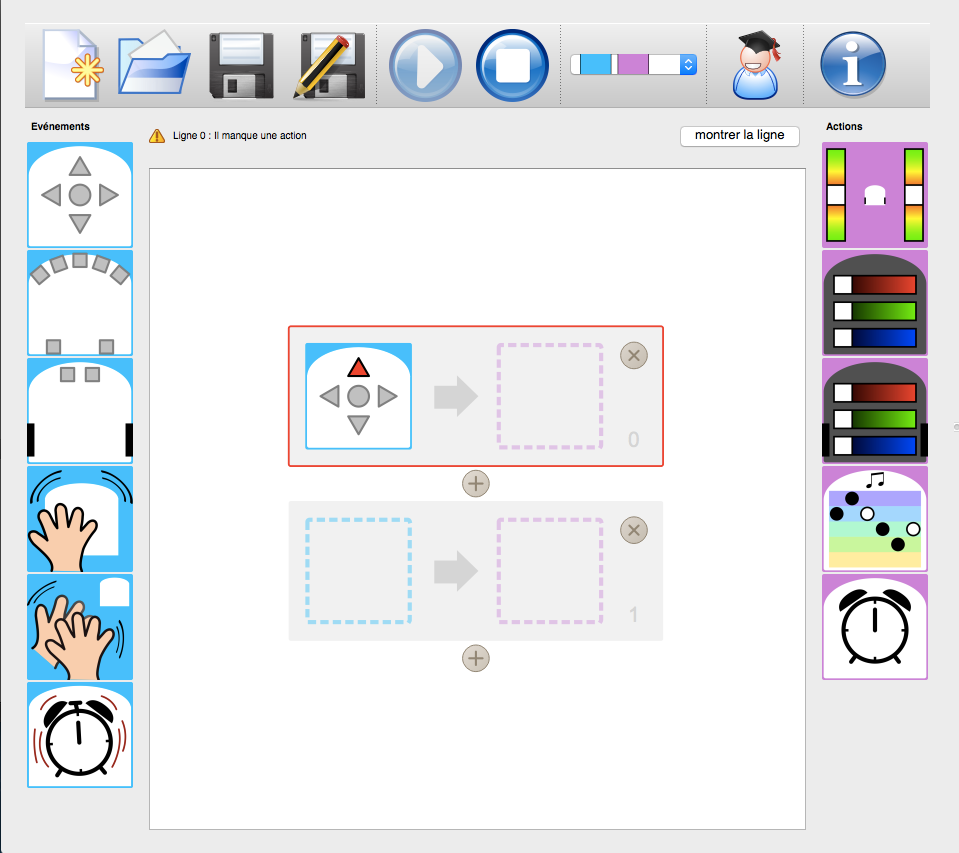 Evénements
Ligne 0 : Il manque une action
montrer la ligne
Actions
0
1